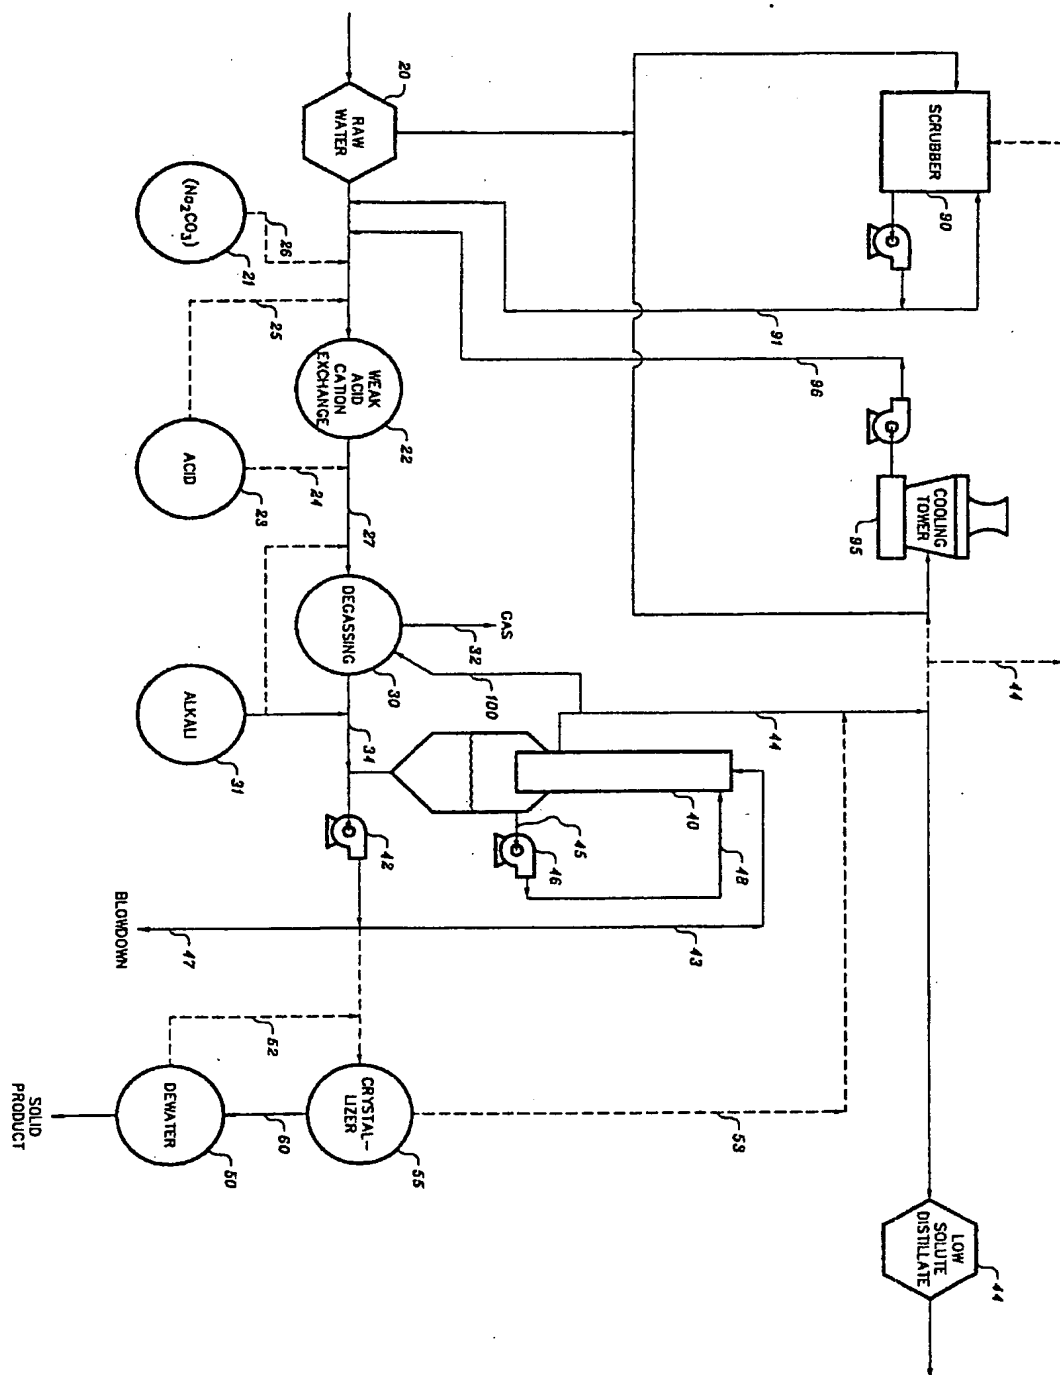 SCRUBBER
90
91
96
COOLING
TOWER
95
44
LOW
SOLUTE
DISTILLATE
44
20
RAW
WATER
(Na2CO3)
21
26
25
WEAK
ACID
CATION
EXCHANGE
22
ACID
23
24
27
GAS
32
DEGASSING
30
100
ALKALI
31
34
44
40
45
46
48
42
43
47
BLOWDOWN
53
52
CRYSTAL-
LIZER
55
60
DEWATER
50
SOLID
PRODUCT